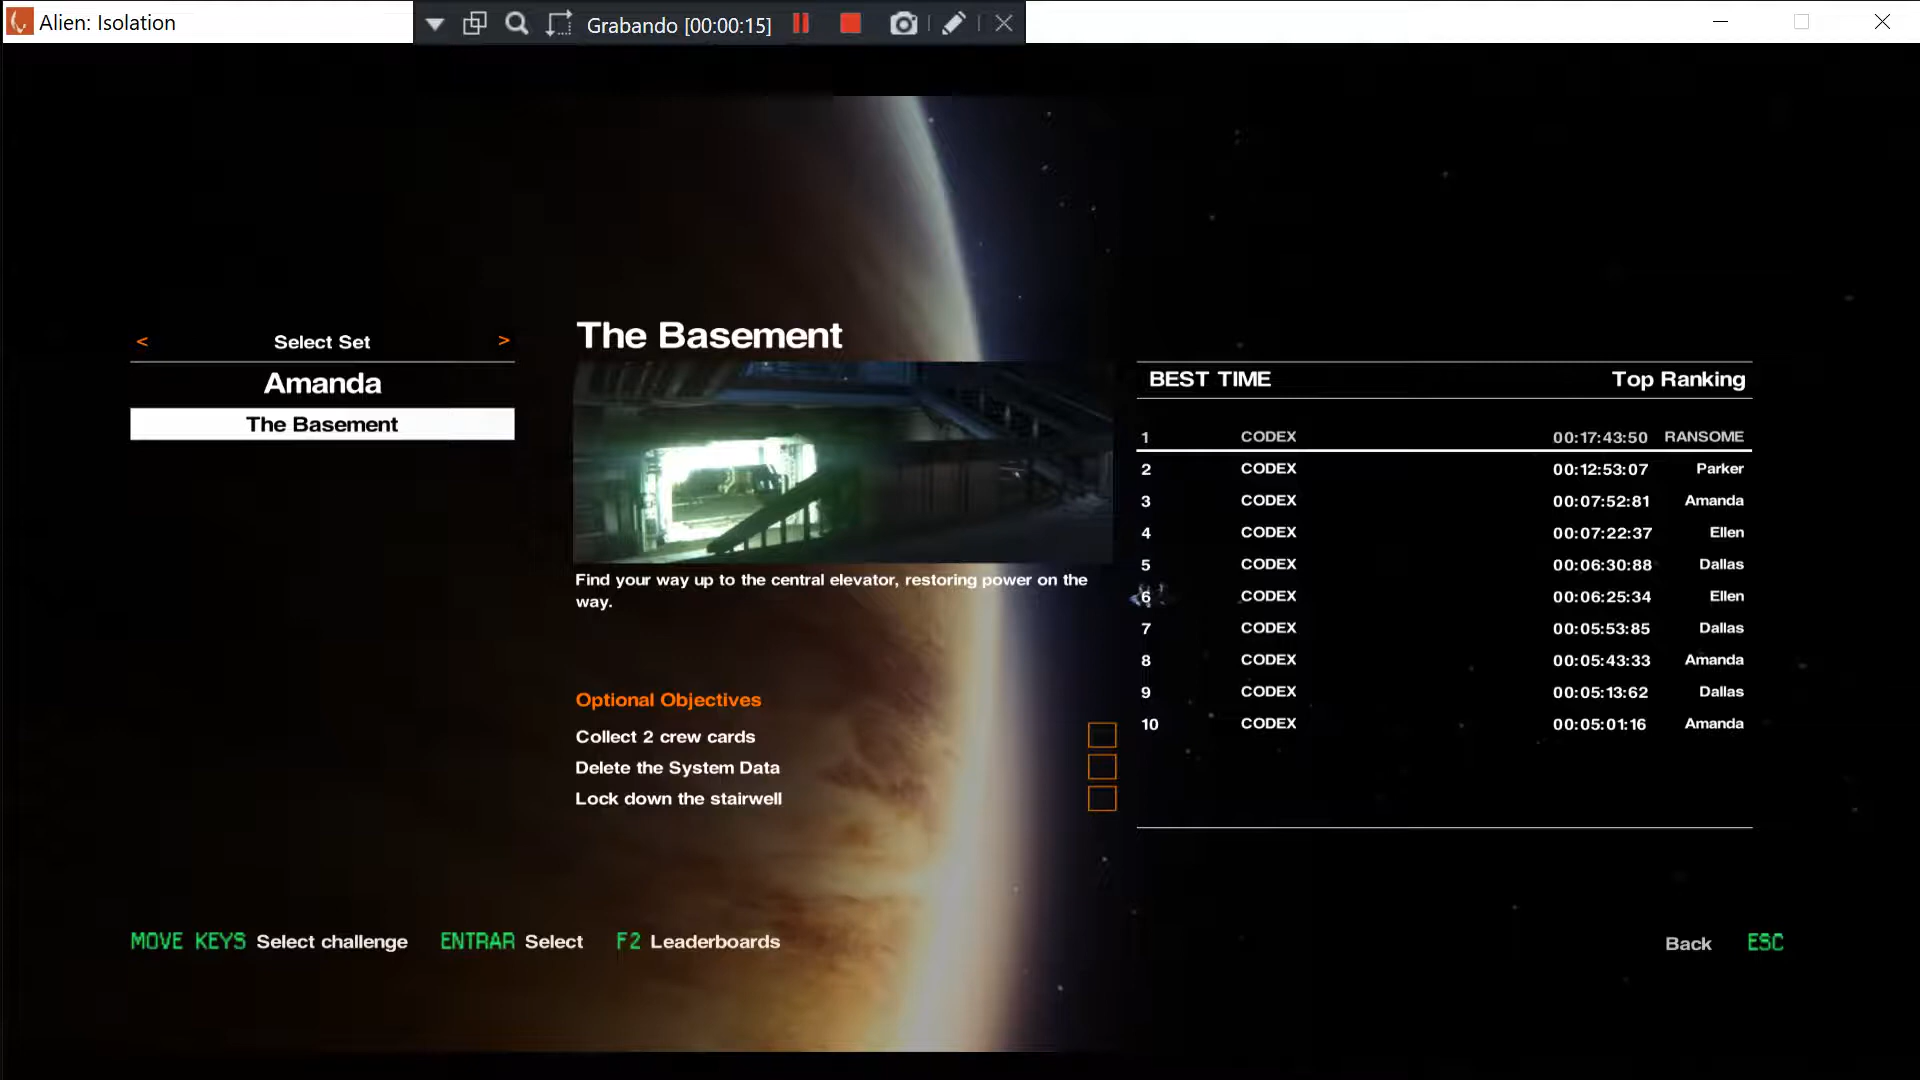 Alien: Isolation
Grabando [00:00:15]
< Select Set >
Amanda
The Basement
The Basement
Find your way up to the central elevator, restoring power on the
way.
Optional Objectives
Collect 2 crew cards
Delete the System Data
Lock down the stairwell
BEST TIME Top Ranking
1 CODEX 00:17:43:50 RANSOME
2 CODEX 00:12:53:07 Parker
3 CODEX 00:07:52:81 Amanda
4 CODEX 00:07:22:37 Ellen
5 CODEX 00:06:30:88 Dallas
6 CODEX 00:06:25:34 Ellen
7 CODEX 00:05:53:85 Dallas
8 CODEX 00:05:43:33 Amanda
9 CODEX 00:05:13:62 Dallas
10 CODEX 00:05:01:16 Amanda
MOVE KEYS Select challenge ENTRAR Select F2 Leaderboards
Back ESC